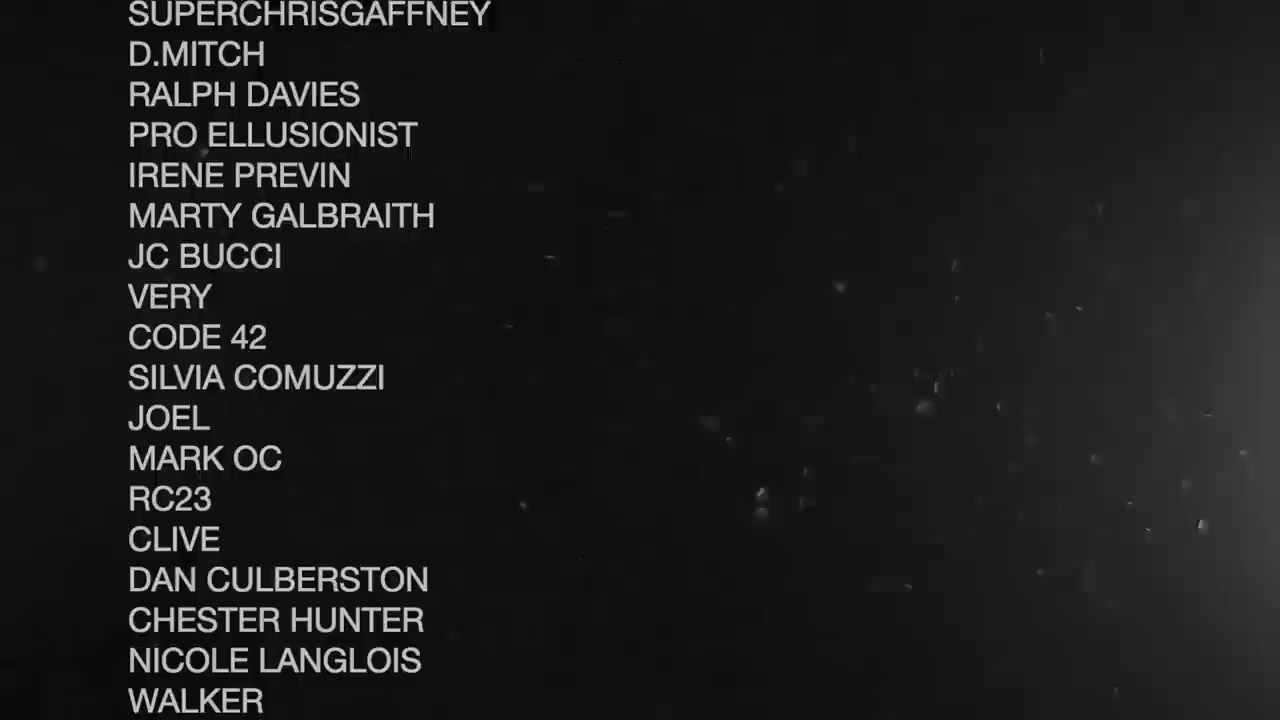 SUPERCHRISGAFFNEY
D.MITCH
RALPH DAVIES
PRO ELLUSIONIST
IRENE PREVIN
MARTY GALBRAITH
JC BUCCI
VERY
CODE 42
SILVIA COMUZZI
JOEL
MARK OC
RC23
CLIVE
DAN CULBERSTON
CHESTER HUNTER
NICOLE LANGLOIS
WALKER